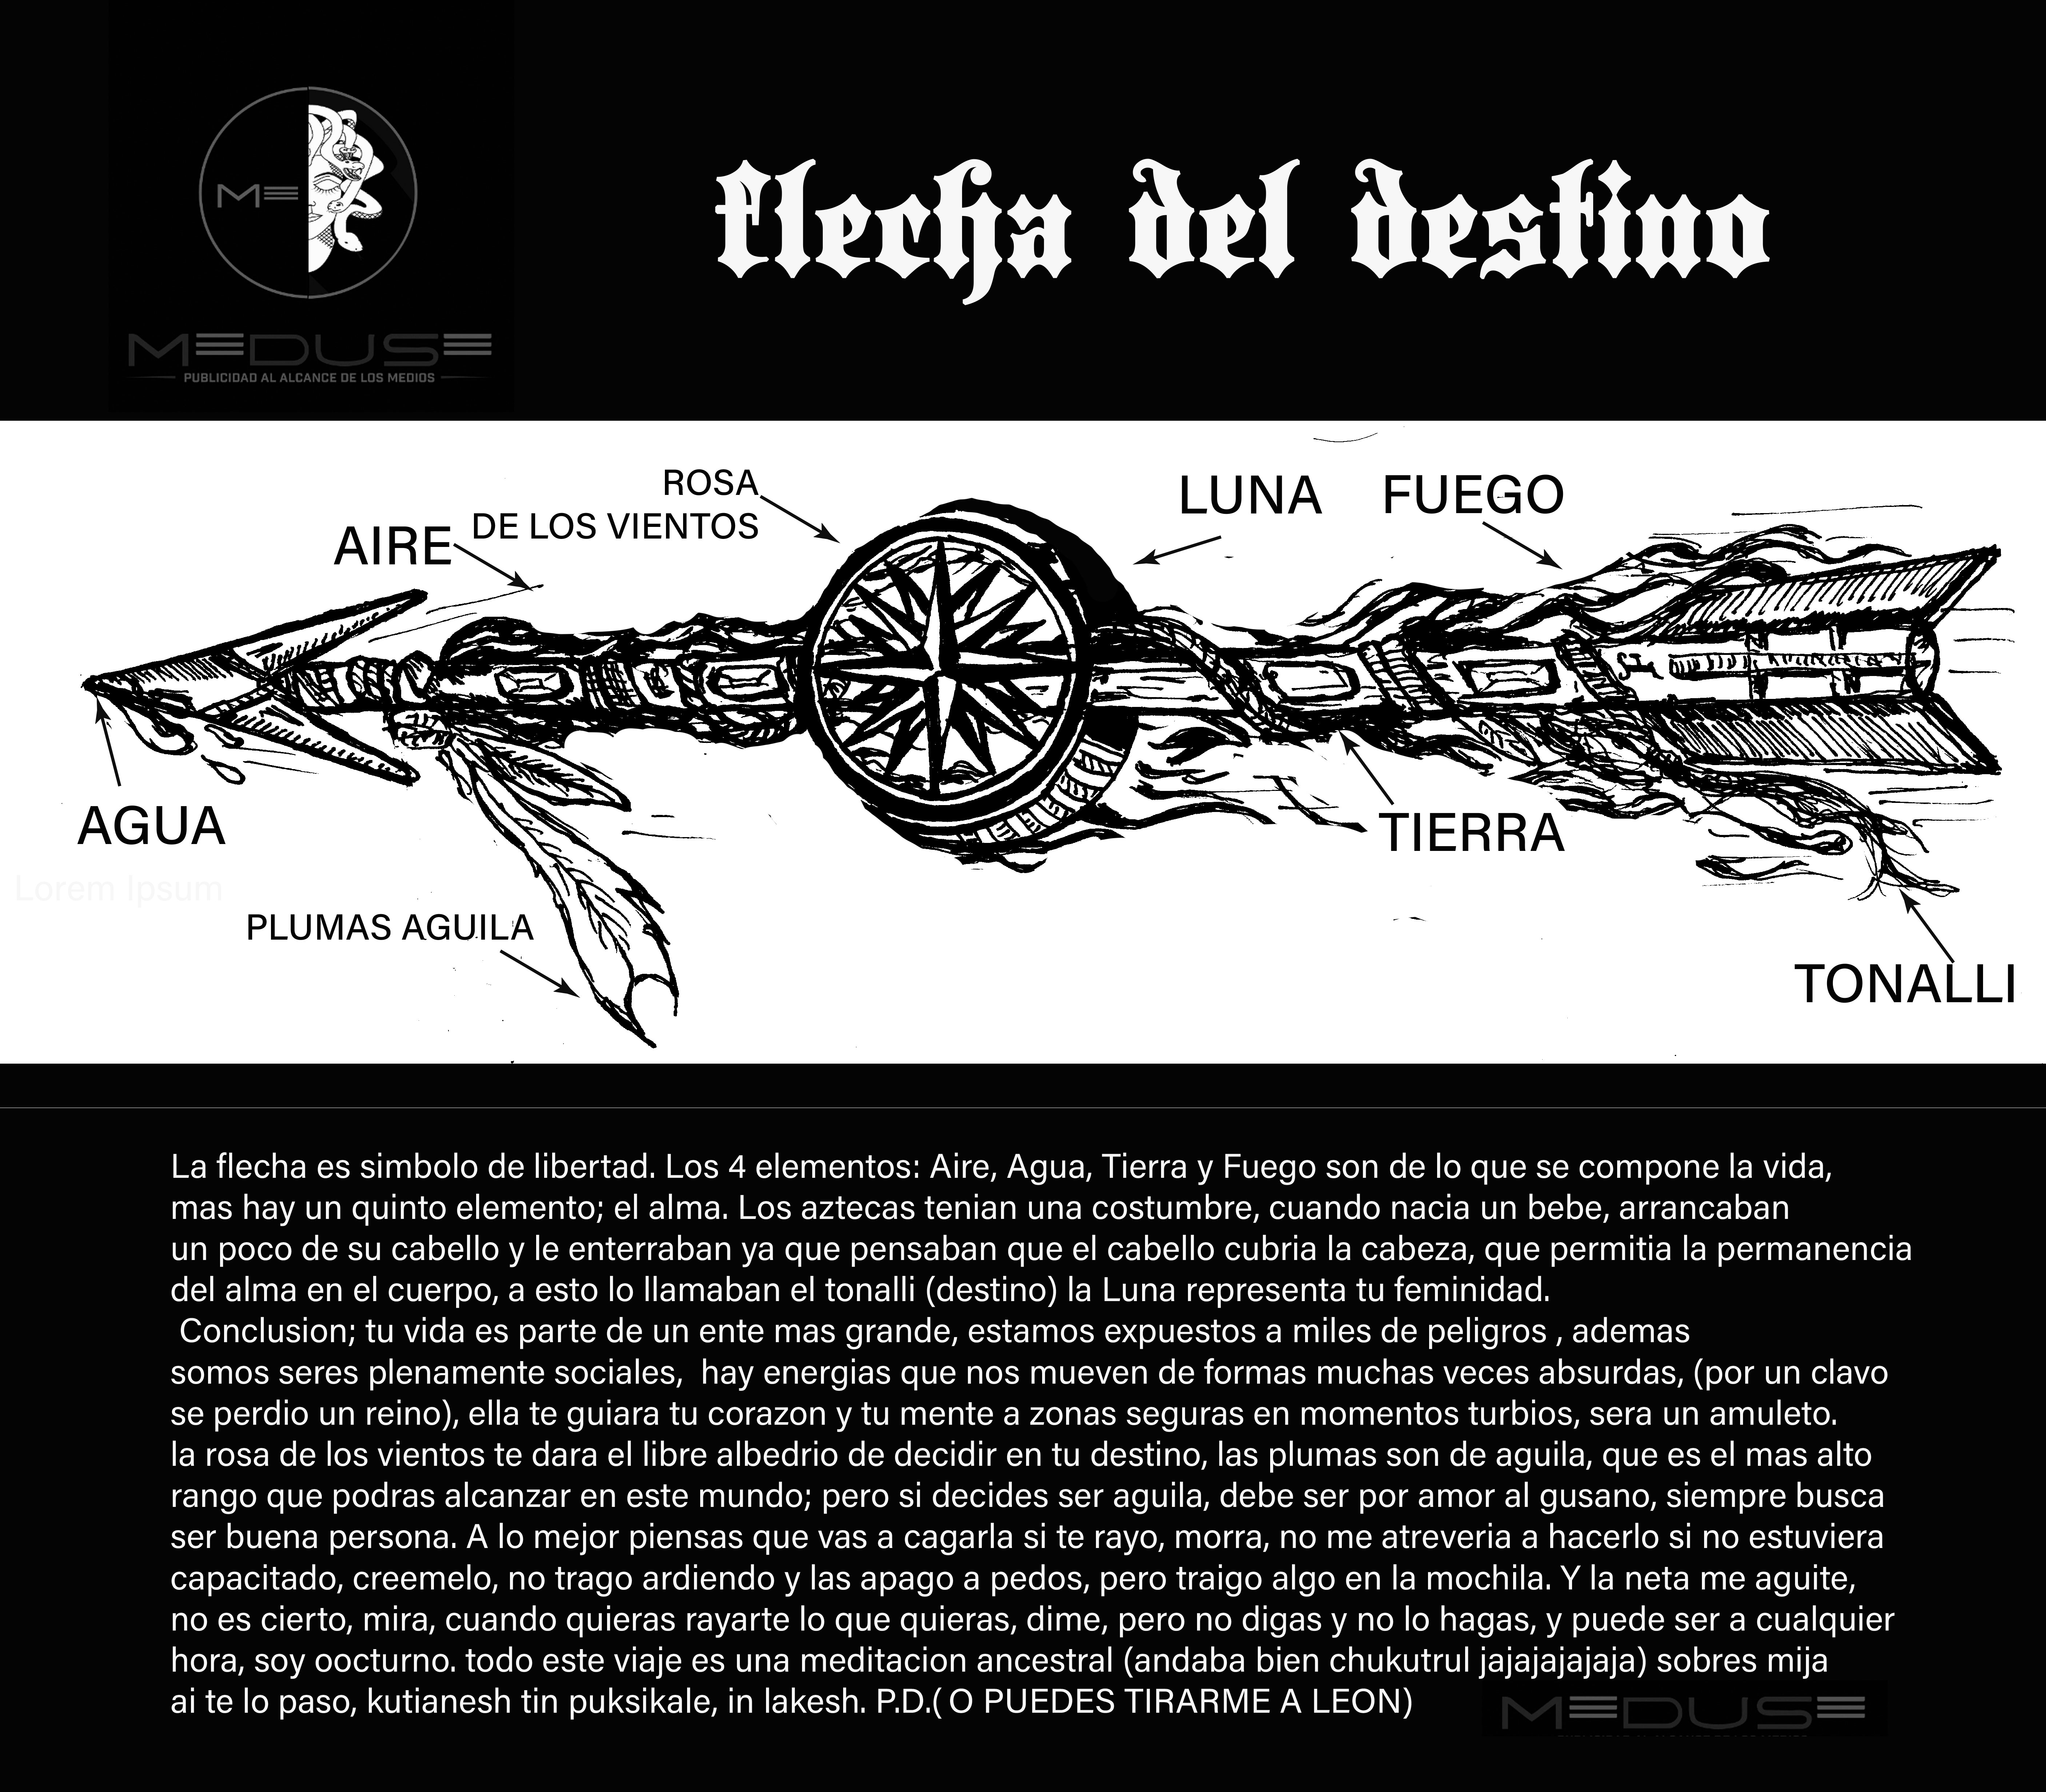 M≡
MEDUSE
PUBLICIDAD AL ALCANCE DE LOS MEDIOS
flecha del destino
ROSA
DE LOS VIENTOS
AIRE
LUNA
FUEGO
AGUA
TIERRA
Lorem Ipsum
PLUMAS AGUILA
TONALLI
La flecha es simbolo de libertad. Los 4 elementos: Aire, Agua, Tierra y Fuego son de lo que se compone la vida,
mas hay un quinto elemento; el alma. Los aztecas tenian una costumbre, cuando nacia un bebe, arrancaban
un poco de su cabello y le enterraban ya que pensaban que el cabello cubria la cabeza, que permitia la permanencia
del alma en el cuerpo, a esto lo llamaban el tonalli (destino) la Luna representa tu feminidad.
Conclusion; tu vida es parte de un ente mas grande, estamos expuestos a miles de peligros , ademas
somos seres plenamente sociales,  hay energias que nos mueven de formas muchas veces absurdas, (por un clavo
se perdio un reino), ella te guiara tu corazon y tu mente a zonas seguras en momentos turbios, sera un amuleto.
la rosa de los vientos te dara el libre albedrio de decidir en tu destino, las plumas son de aguila, que es el mas alto
rango que podras alcanzar en este mundo; pero si decides ser aguila, debe ser por amor al gusano, siempre busca
ser buena persona. A lo mejor piensas que vas a cagarla si te rayo, morra, no me atreveria a hacerlo si no estuviera
capacitado, creemelo, no trago ardiendo y las apago a pedos, pero traigo algo en la mochila. Y la neta me aguite,
no es cierto, mira, cuando quieras rayarte lo que quieras, dime, pero no digas y no lo hagas, y puede ser a cualquier
hora, soy oocturno. todo este viaje es una meditacion ancestral (andaba bien chukutrul jajajajajaja) sobres mija
ai te lo paso, kutianesh tin puksikale, in lakesh. P.D.( O PUEDES TIRARME A LEON)
MEDUSE